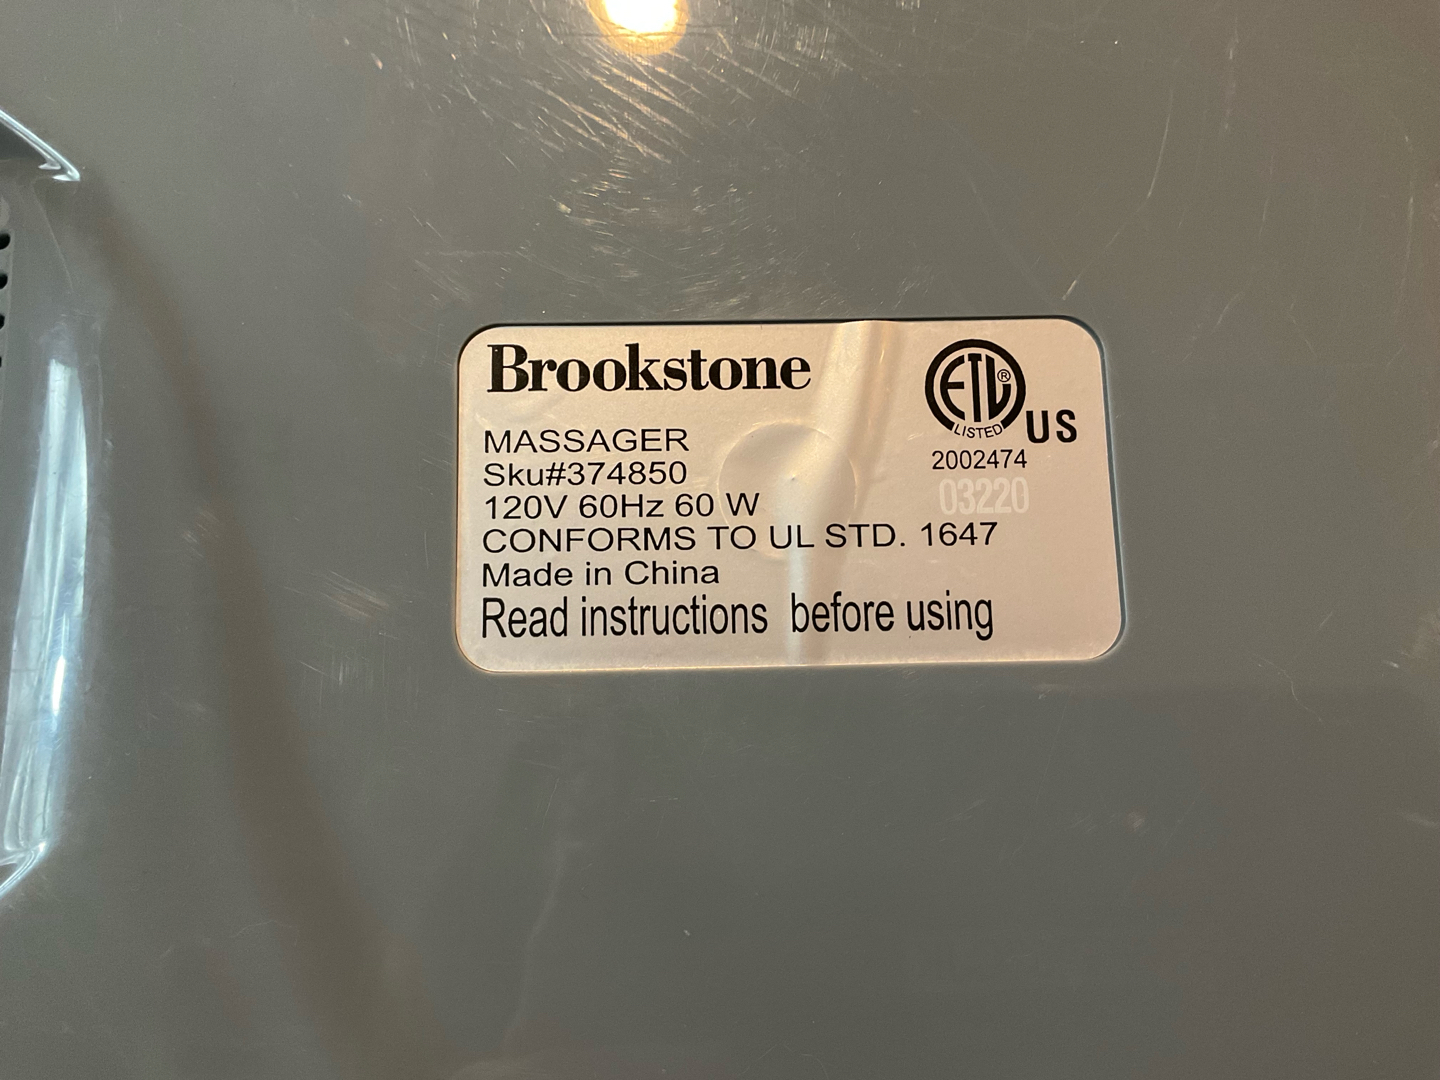 Brookstone
MASSAGER
Sku#374850
120V 60Hz 60 W
CONFORMS TO UL STD. 1647
Made in China
Read instructions before using
ETL®
LISTED
US
2002474
03220